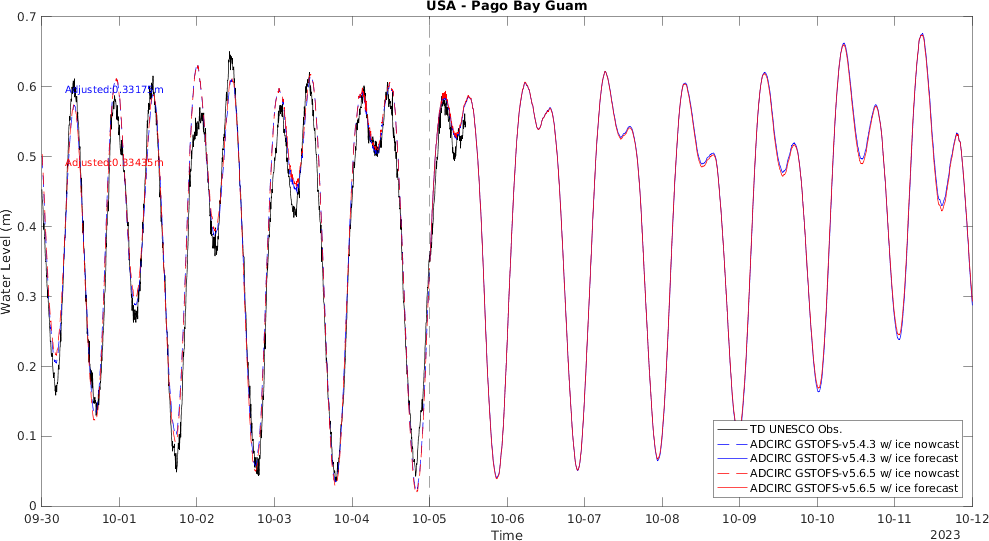 USA - Pago Bay Guam
0.7
0.6
0.5
0.4
0.3
0.2
0.1
0
Water Level (m)
Adjusted:0.33175m
Adjusted:0.33435m
TD UNESCO Obs.
ADCIRC GSTOFS-v5.4.3 w/ ice nowcast
ADCIRC GSTOFS-v5.4.3 w/ ice forecast
ADCIRC GSTOFS-v5.6.5 w/ ice nowcast
ADCIRC GSTOFS-v5.6.5 w/ ice forecast
09-30 10-01 10-02 10-03 10-04 10-05 10-06 10-07 10-08 10-09 10-10 10-11 10-12
Time
2023